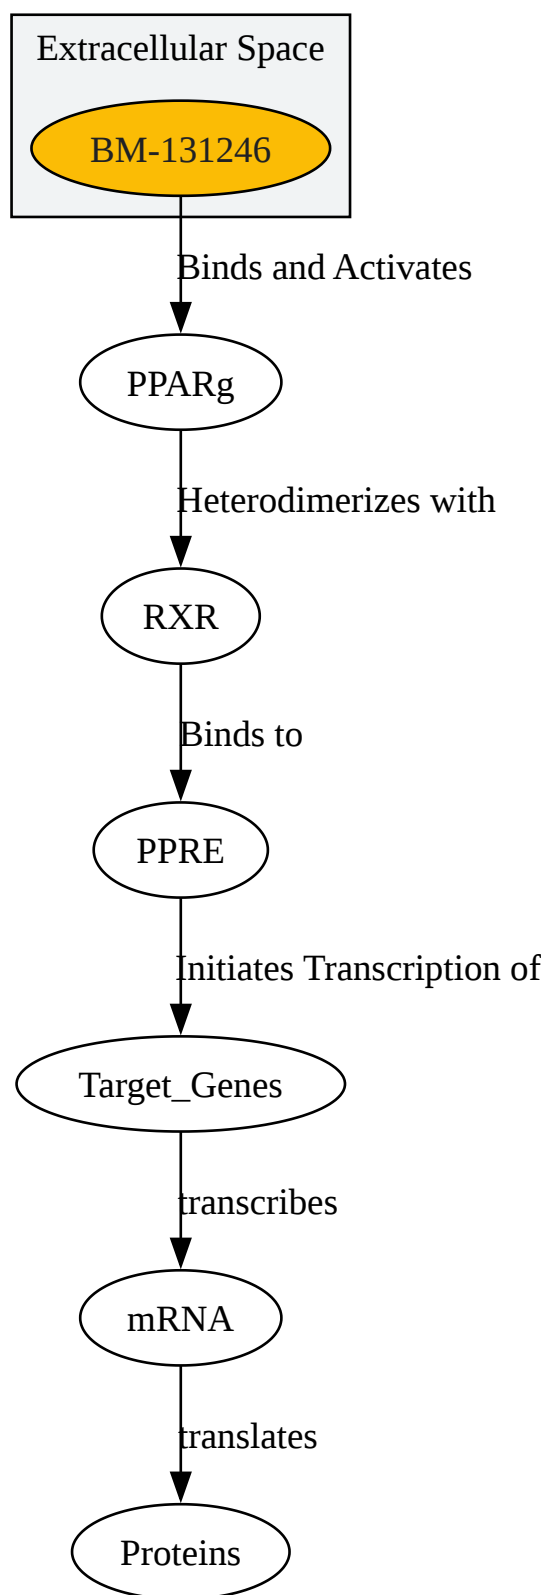 Extracellular Space
BM-131246
Binds and Activates
PPARg
Heterodimerizes with
RXR
Binds to
PPRE
Initiates Transcription of
Target_Genes
transcribes
mRNA
translates
Proteins